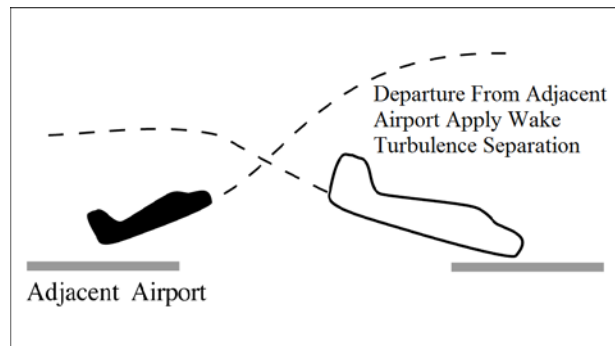 Departure From Adjacent
Airport Apply Wake
Turbulence Separation
Adjacent Airport